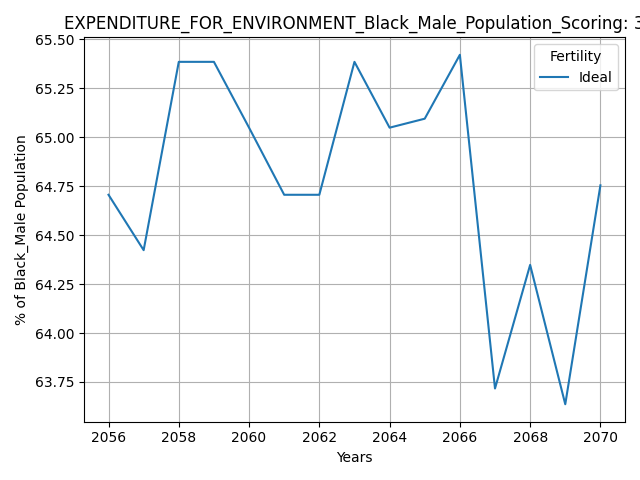 EXPENDITURE_FOR_ENVIRONMENT_Black_Male_Population_Scoring: 3
65.50
65.25
65.00
64.75
64.50
64.25
64.00
63.75
% of Black_Male Population
Fertility
Ideal
2056 2058 2060 2062 2064 2066 2068 2070
Years